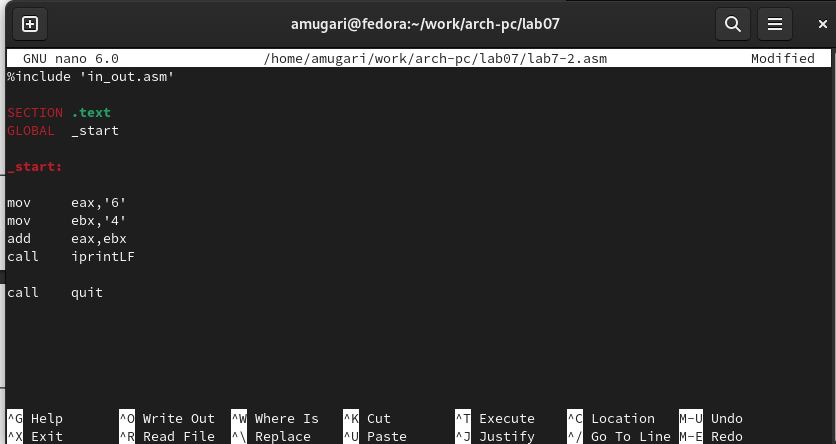 amugari@fedora:~/work/arch-pc/lab07
GNU nano 6.0 /home/amugari/work/arch-pc/lab07/lab7-2.asm Modified
%include 'in_out.asm'
SECTION .text
GLOBAL _start
_start:
mov eax,'6'
mov ebx,'4'
add eax,ebx
call iprintLF
call quit
^G Help ^O Write Out ^W Where Is ^K Cut ^T Execute ^C Location M-U Undo
^X Exit ^R Read File ^\ Replace ^U Paste ^J Justify ^/ Go To Line M-E Redo